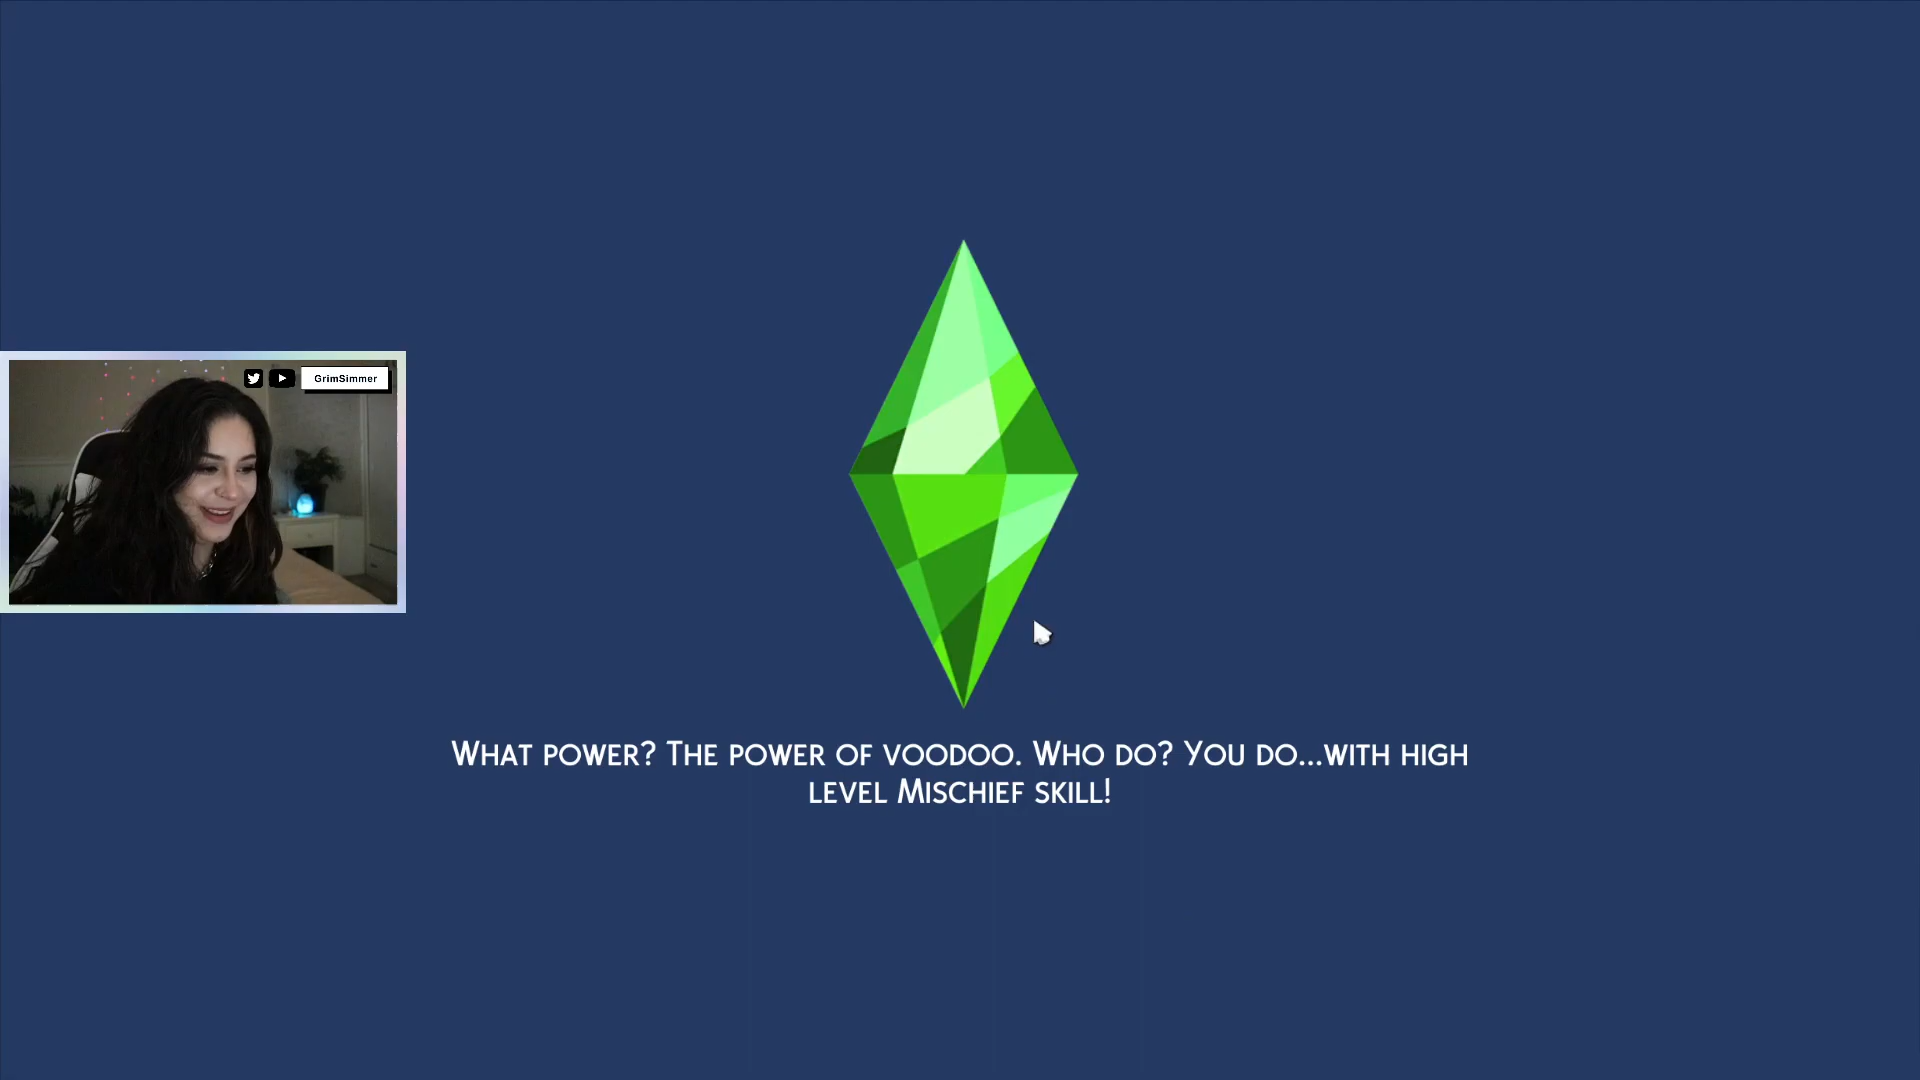 GrimSimmer
What power? The power of voodoo. Who do? You do...with high
level Mischief skill!